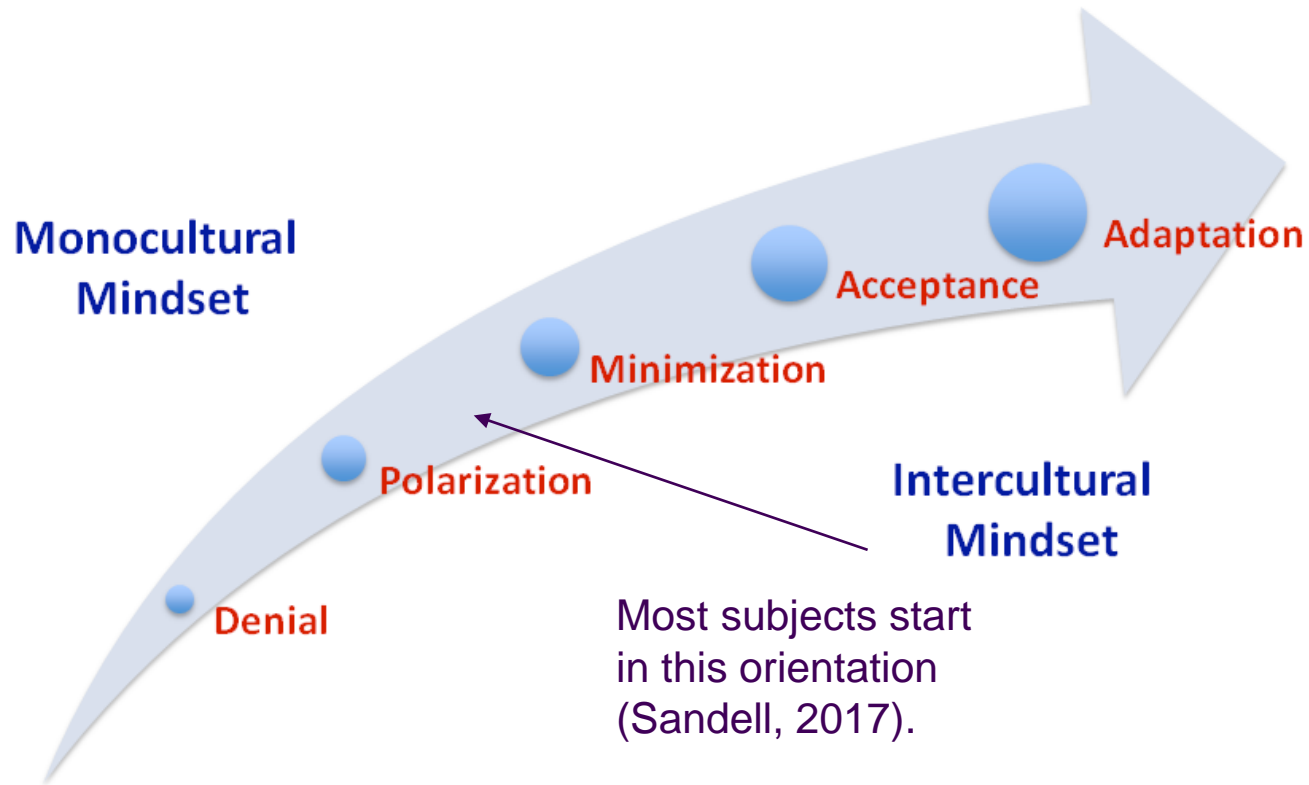 Monocultural
Mindset
Adaptation
Acceptance
Minimization
Polarization
Intercultural
Mindset
Denial
Most subjects start
in this orientation
(Sandell, 2017).